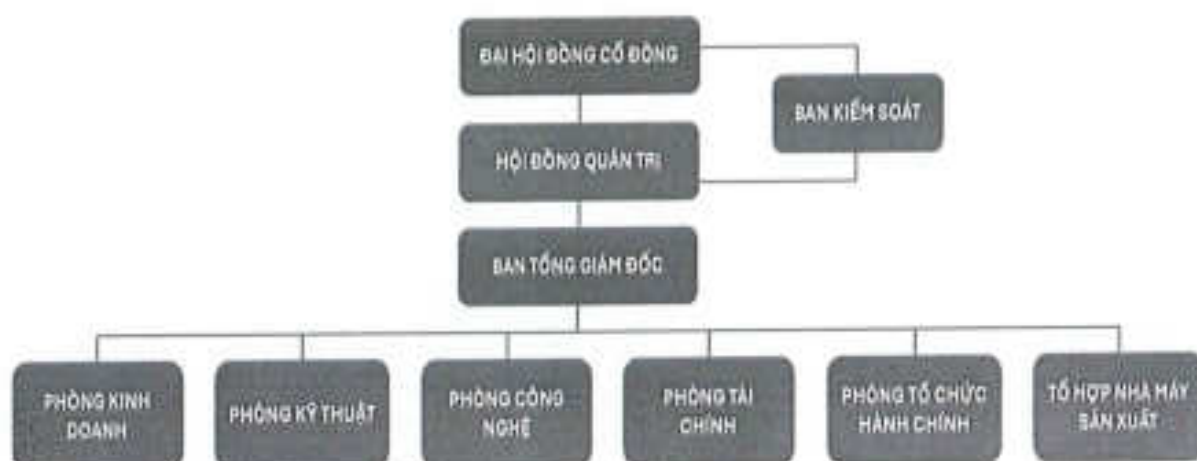 ĐẠI HỘI ĐỒNG CỔ ĐÔNG
BAN KIỂM SOÁT
HỘI ĐỒNG QUẢN TRỊ
BAN TỔNG GIÁM ĐỐC
PHÒNG KINH
DOANH
PHÒNG KỸ THUẬT
PHÒNG CÔNG
NGHỆ
PHÒNG TÀI
CHÍNH
PHÒNG TỔ CHỨC
HÀNH CHÍNH
TỔ HỢP NHÀ MÁY
SẢN XUẤT